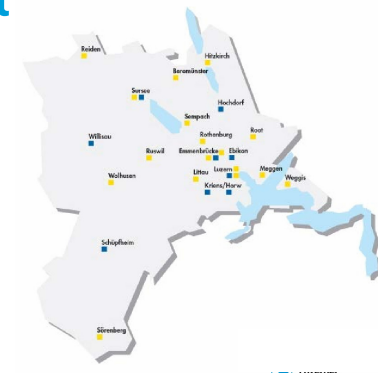 Reiden
Hitzkirch
Beromünster
Sursee
Hochdorf
Sempach
Root
Rothenburg
Willisau
Ruswil
Emmenbrücke
Ebikon
Luzern
Meggen
Littau
Weggis
Wolhusen
Kriens/Horw
Schüpfheim
Sörenberg